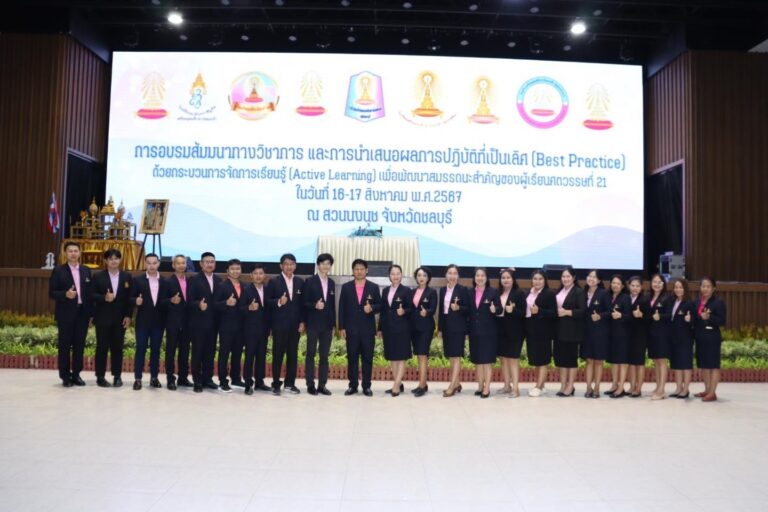 การอบรมสัมมนาทางวิชาการ และการนำเสนอผลการปฏิบัติที่เป็นเลิศ (Best Practice)
ด้วยกระบวนการจัดการเรียนรู้ (Active Learning) เพื่อพัฒนาสมรรถนะสำคัญของผู้เรียนศตวรรษที่ 21
ในวันที่ 16-17 สิงหาคม พ.ศ.2567
ณ สวนนงนุช จังหวัดชลบุรี